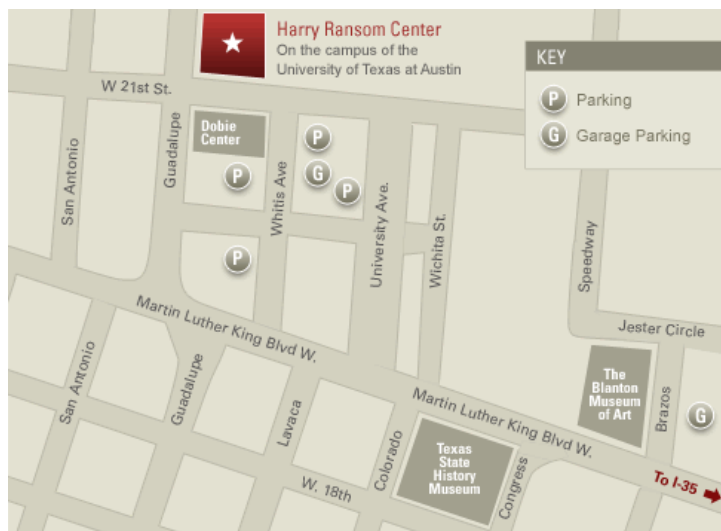 Harry Ransom Center
On the campus of the
University of Texas at Austin
KEY
P Parking
G Garage Parking
W 21st St.
Dobie
Center
P
G
P
P
P
San Antonio
Guadalupe
Whitis Ave
University Ave.
Wichita St.
Speedway
Jester Circle
Martin Luther King Blvd W.
San Antonio
Guadalupe
Lavaca
Colorado
Martin Luther King Blvd W.
The
Blanton
Museum
of Art
Brazos
G
Texas
State
History
Museum
Congress
W. 18th
To I-35